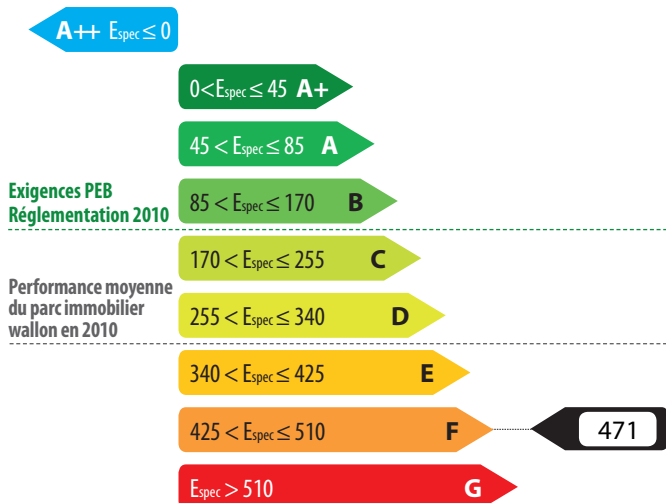 A++ Espec ≤ 0
0 < Espec ≤ 45 A+
45 < Espec ≤ 85 A
Exigences PEB
Réglementation 2010
85 < Espec ≤ 170 B
170 < Espec ≤ 255 C
Performance moyenne
du parc immobilier
wallon en 2010
255 < Espec ≤ 340 D
340 < Espec ≤ 425 E
425 < Espec ≤ 510 F 471
Espec > 510 G